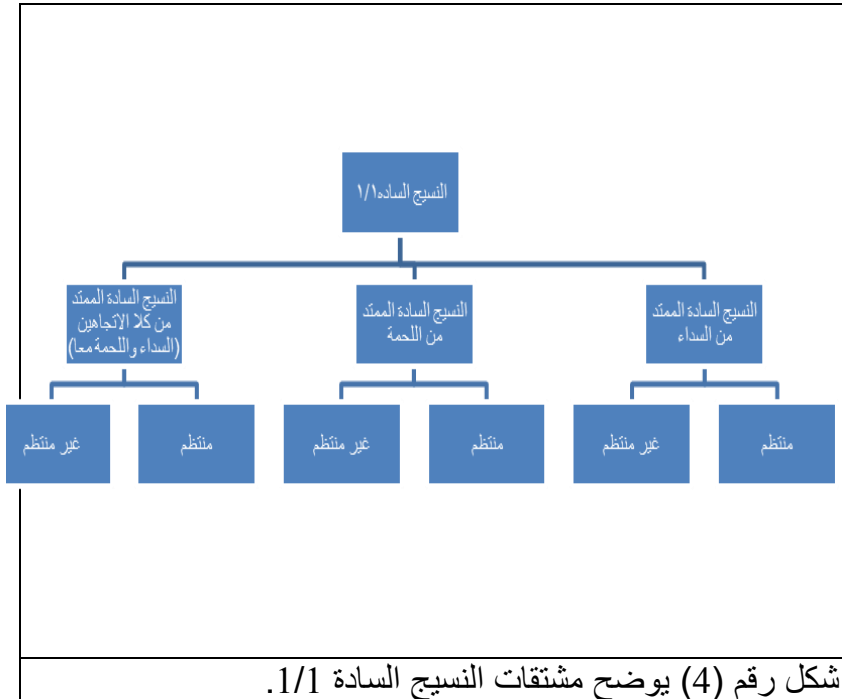 النسيج الساده١/١
النسيج السادة الممتد
من السداء
النسيج السادة الممتد
من اللحمة
النسيج السادة الممتد
من كلا الاتجاهين
(السداء واللحمة معا)
منتظم
غير منتظم
منتظم
غير منتظم
منتظم
غير منتظم
شكل رقم (4) يوضح مشتقات النسيج السادة 1/1.